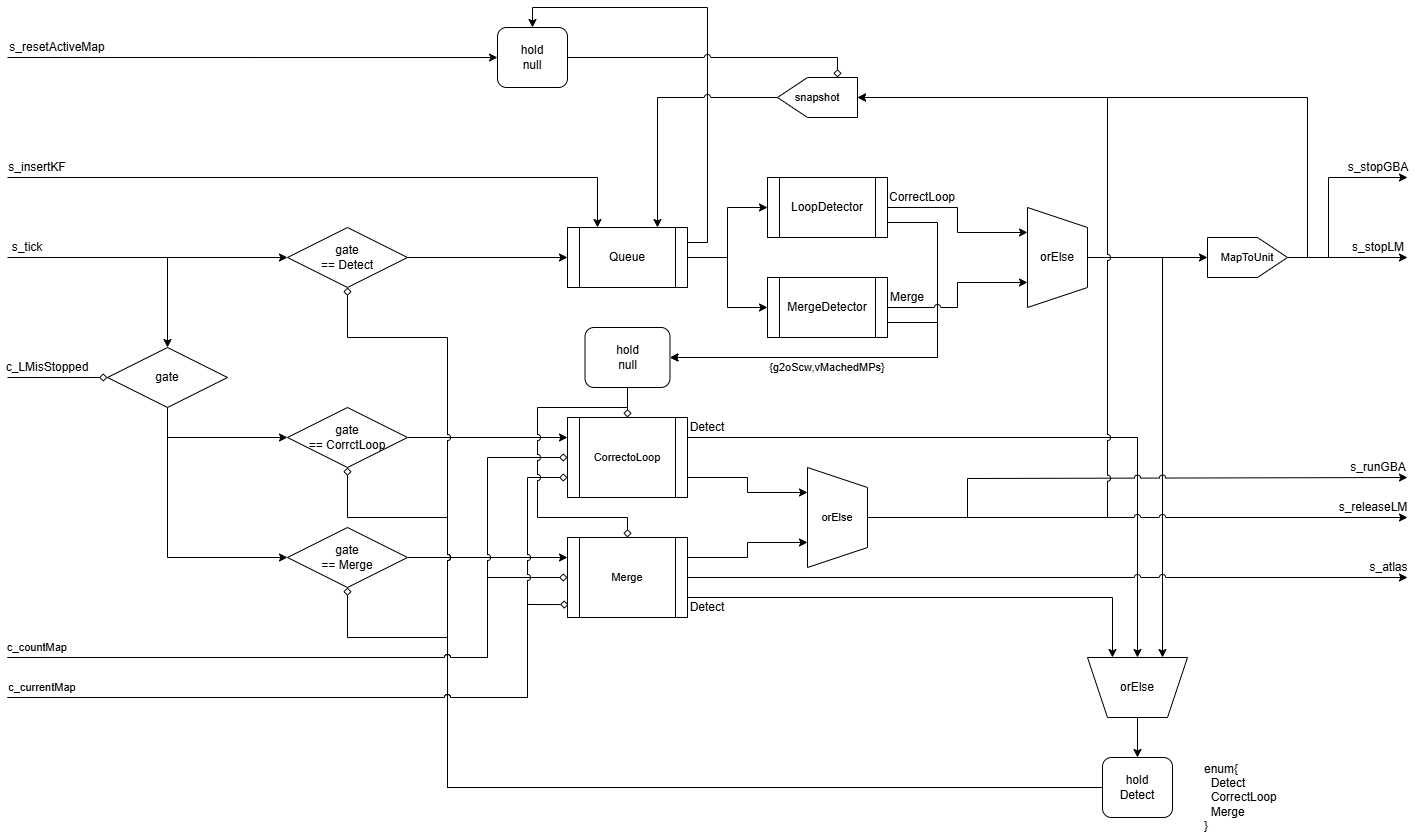 s_resetActiveMap
hold
null
snapshot
s_insertKF
s_stopGBA
LoopDetector
CorrectLoop
s_tick
gate
== Detect
Queue
orElse
MapToUnit
s_stopLM
MergeDetector
Merge
hold
null
c_LMisStopped
gate
{g2oScw,vMachedMPs}
gate
== CorrctLoop
CorrectoLoop
Detect
s_runGBA
orElse
s_releaseLM
gate
== Merge
Merge
s_atlas
Detect
c_countMap
c_currentMap
orElse
hold
Detect
enum{
Detect
CorrectLoop
Merge
}